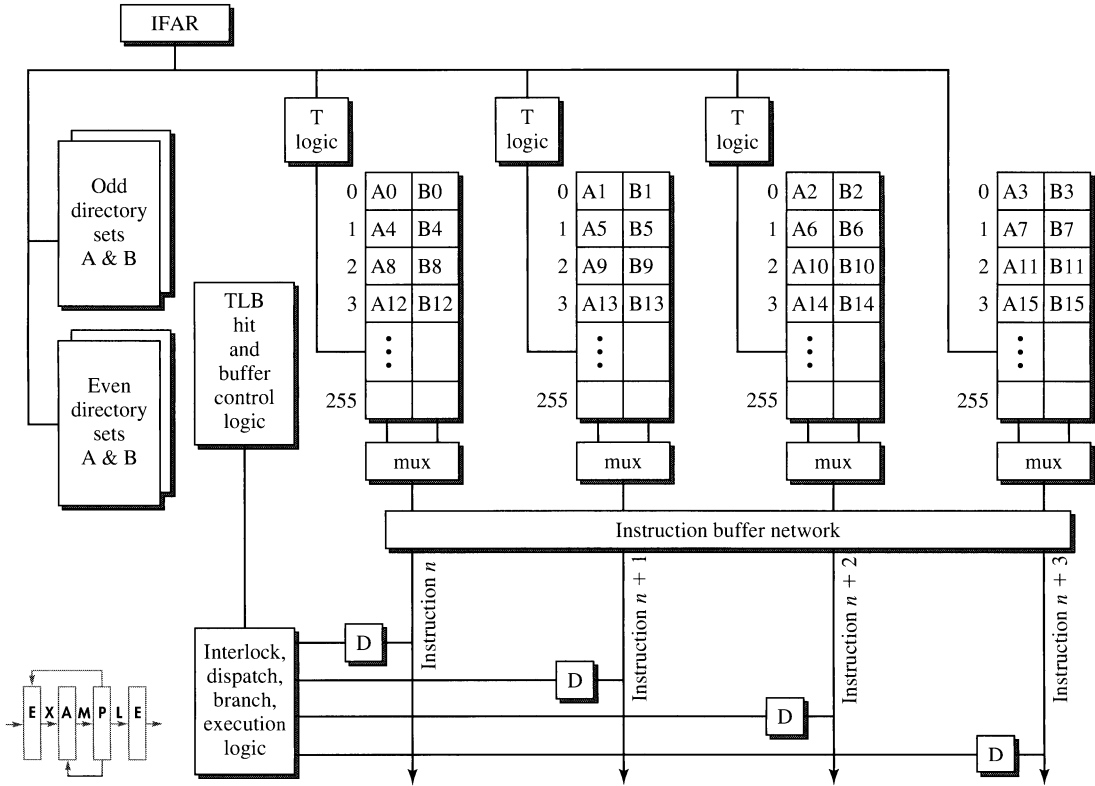 IFAR
T
logic
T
logic
T
logic
Odd
directory
sets
A & B
Even
directory
sets
A & B
TLB
hit
and
buffer
control
logic
0 A0 B0
1 A4 B4
2 A8 B8
3 A12 B12
255
0 A1 B1
1 A5 B5
2 A9 B9
3 A13 B13
255
0 A2 B2
1 A6 B6
2 A10 B10
3 A14 B14
255
0 A3 B3
1 A7 B7
2 A11 B11
3 A15 B15
255
mux
mux
mux
mux
Instruction buffer network
Instruction n
Instruction n + 1
Instruction n + 2
Instruction n + 3
D
D
D
D
Interlock,
dispatch,
branch,
execution
logic
EXAMPLE